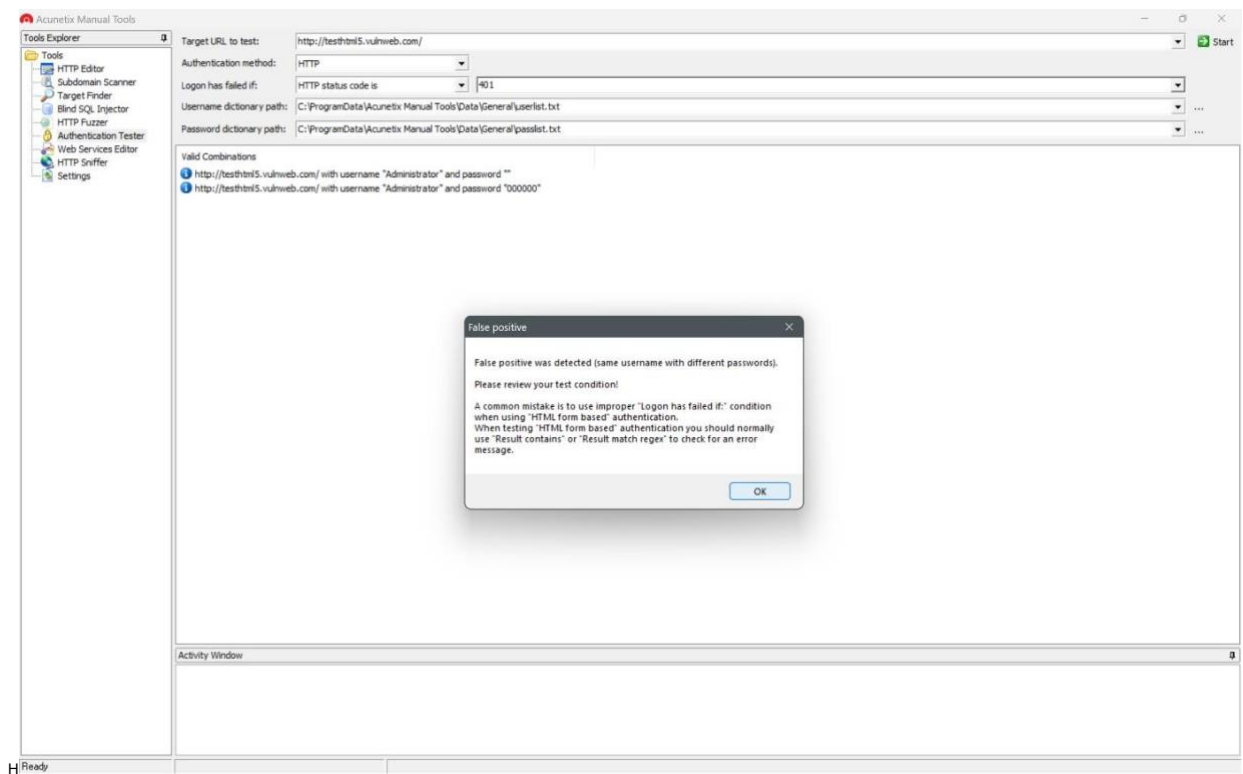 Acunetix Manual Tools
Tools Explorer
Tools
HTTP Editor
Subdomain Scanner
Target Finder
Blind SQL Injector
HTTP Fuzzer
Authentication Tester
Web Services Editor
HTTP Sniffer
Settings
Target URL to test: http://testhtml5.vulnweb.com/ Start
Authentication method: HTTP
Logon has failed if: HTTP status code is 401
Username dictionary path: C:\ProgramData\Acunetix Manual Tools\Data\General\userlist.txt ...
Password dictionary path: C:\ProgramData\Acunetix Manual Tools\Data\General\passlist.txt ...
Valid Combinations
http://testhtml5.vulnweb.com/ with username "Administrator" and password ""
http://testhtml5.vulnweb.com/ with username "Administrator" and password "000000"
False positive
False positive was detected (same username with different passwords).
Please review your test condition!
A common mistake is to use improper "Logon has failed if:" condition
when using "HTML form based" authentication.
When testing "HTML form based" authentication you should normally
use "Result contains" or "Result match regex" to check for an error
message.
OK
Activity Window
H
Ready